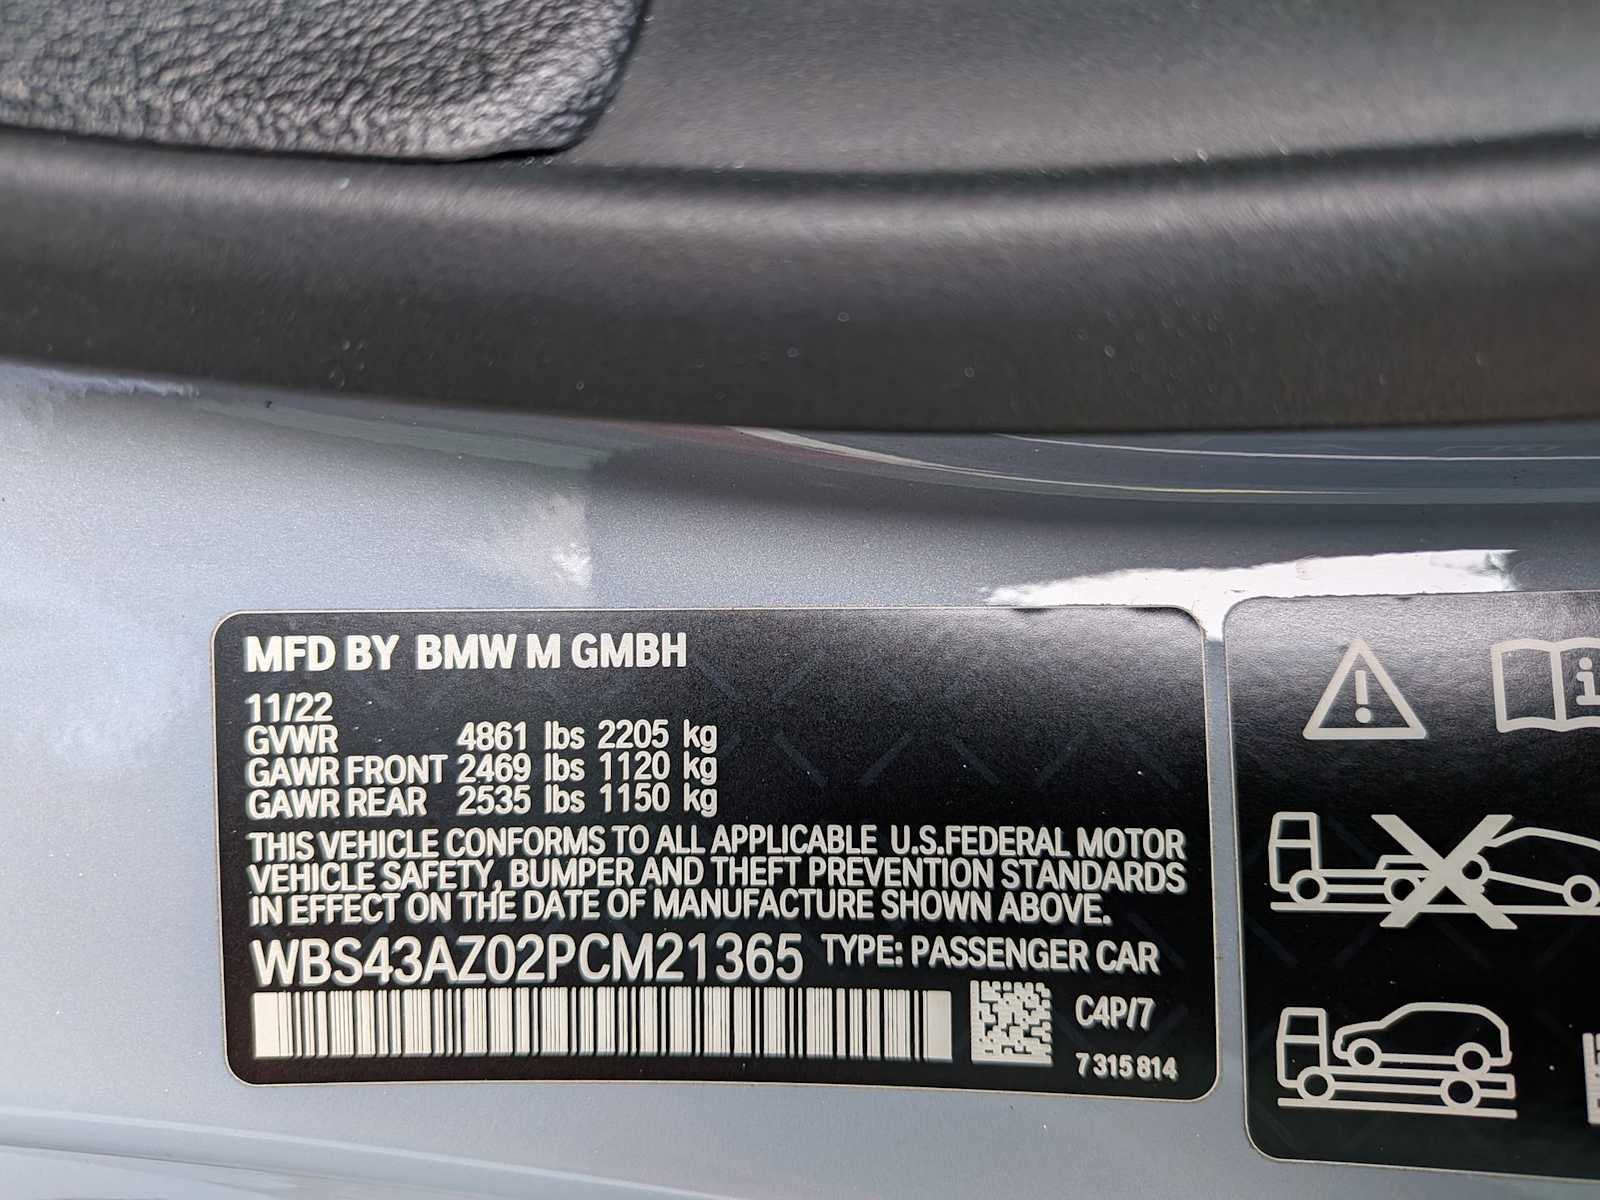 MFD BY BMW M GMBH
11/22
GVWR 4861 lbs 2205 kg
GAWR FRONT 2469 lbs 1120 kg
GAWR REAR 2535 lbs 1150 kg
THIS VEHICLE CONFORMS TO ALL APPLICABLE U.S.FEDERAL MOTOR
VEHICLE SAFETY, BUMPER AND THEFT PREVENTION STANDARDS
IN EFFECT ON THE DATE OF MANUFACTURE SHOWN ABOVE.
WBS43AZ02PCM21365 TYPE: PASSENGER CAR
C4P/7
7 315 814